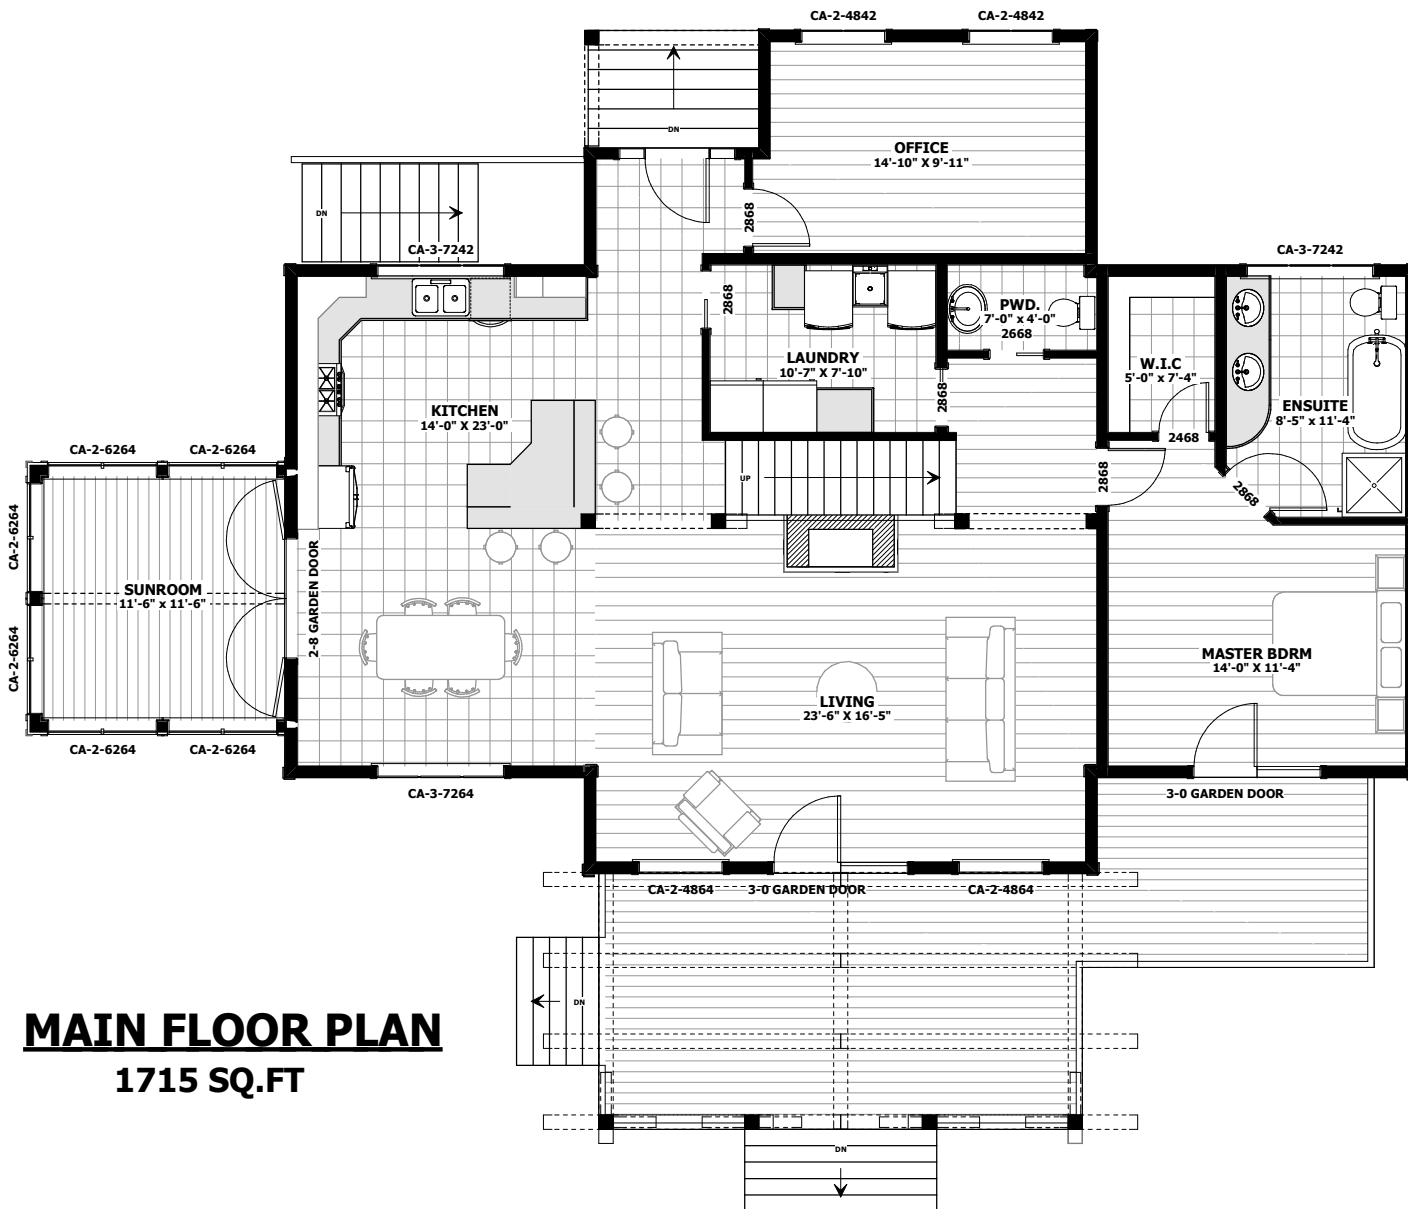 CA-2-4842
CA-2-4842
DN
OFFICE
14'-10" X 9'-11"
2868
DN
CA-3-7242
CA-3-7242
2868
PWD.
7'-0" x 4'-0"
2668
LAUNDRY
10'-7" X 7'-10"
2868
W.I.C
5'-0" x 7'-4"
2468
ENSUITE
8'-5" x 11'-4"
KITCHEN
14'-0" X 23'-0"
CA-2-6264
CA-2-6264
UP
2868
2868
CA-2-6264
SUNROOM
11'-6" x 11'-6"
2-8 GARDEN DOOR
CA-2-6264
MASTER BDRM
14'-0" X 11'-4"
LIVING
23'-6" X 16'-5"
CA-2-6264
CA-2-6264
CA-3-7264
3-0 GARDEN DOOR
CA-2-4864
3-0 GARDEN DOOR
CA-2-4864
DN
MAIN FLOOR PLAN
1715 SQ.FT
DN